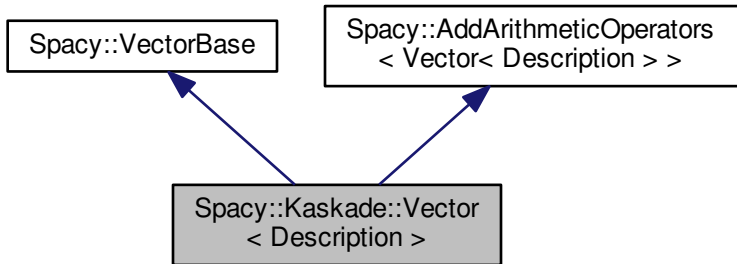 Spacy::VectorBase
Spacy::AddArithmeticOperators
< Vector< Description > >
Spacy::Kaskade::Vector
< Description >